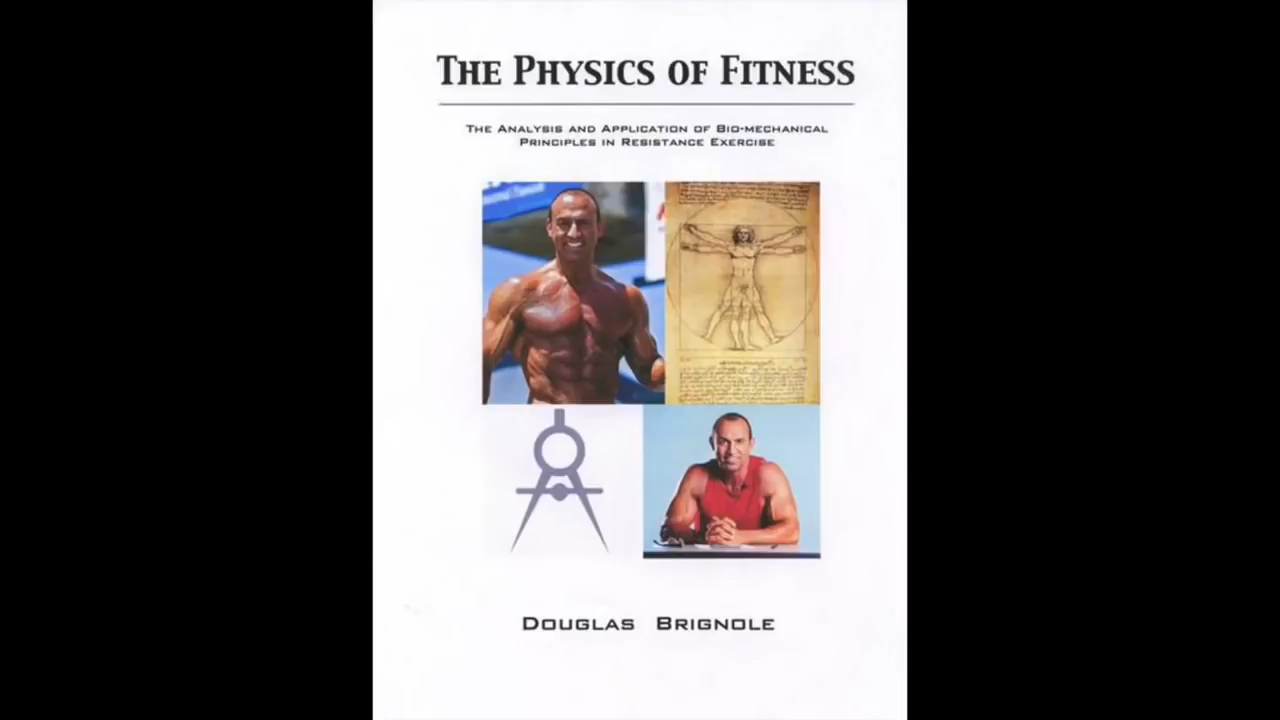 THE PHYSICS OF FITNESS
THE ANALYSIS AND APPLICATION OF BIO-MECHANICAL
PRINCIPLES IN RESISTANCE EXERCISE
DOUGLAS BRIGNOLE